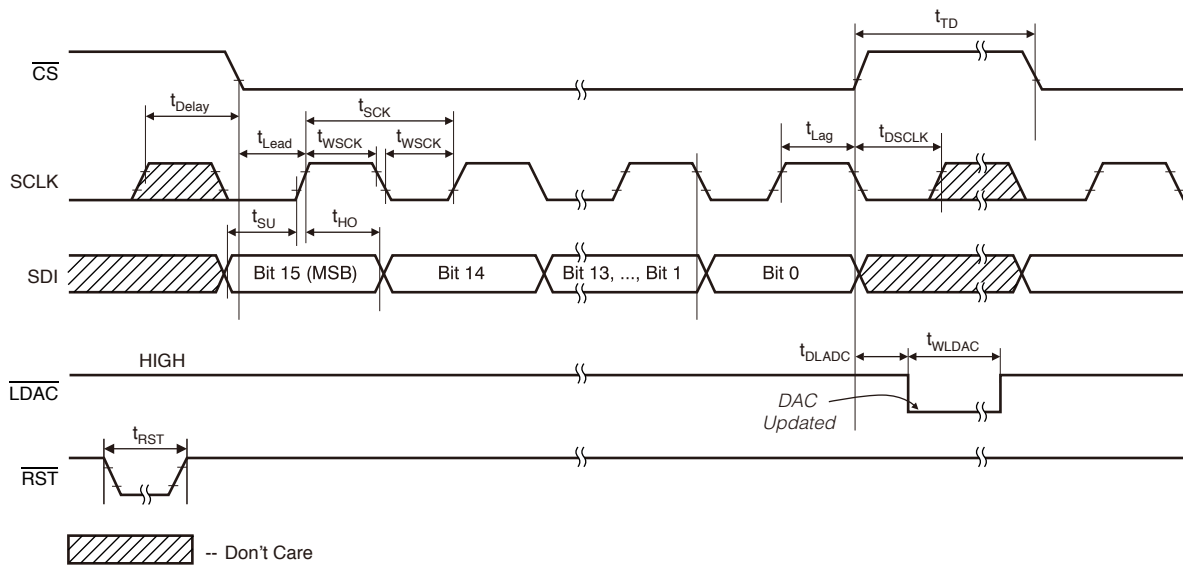 tTD
CS
tDelay
tSCK
tLead
tWSCK
tWSCK
tLag
tDSCLK
SCLK
tSU
tHO
SDI
Bit 15 (MSB)
Bit 14
Bit 13, ..., Bit 1
Bit 0
HIGH
tDLADC
tWLDAC
LDAC
DAC
Updated
tRST
RST
-- Don't Care